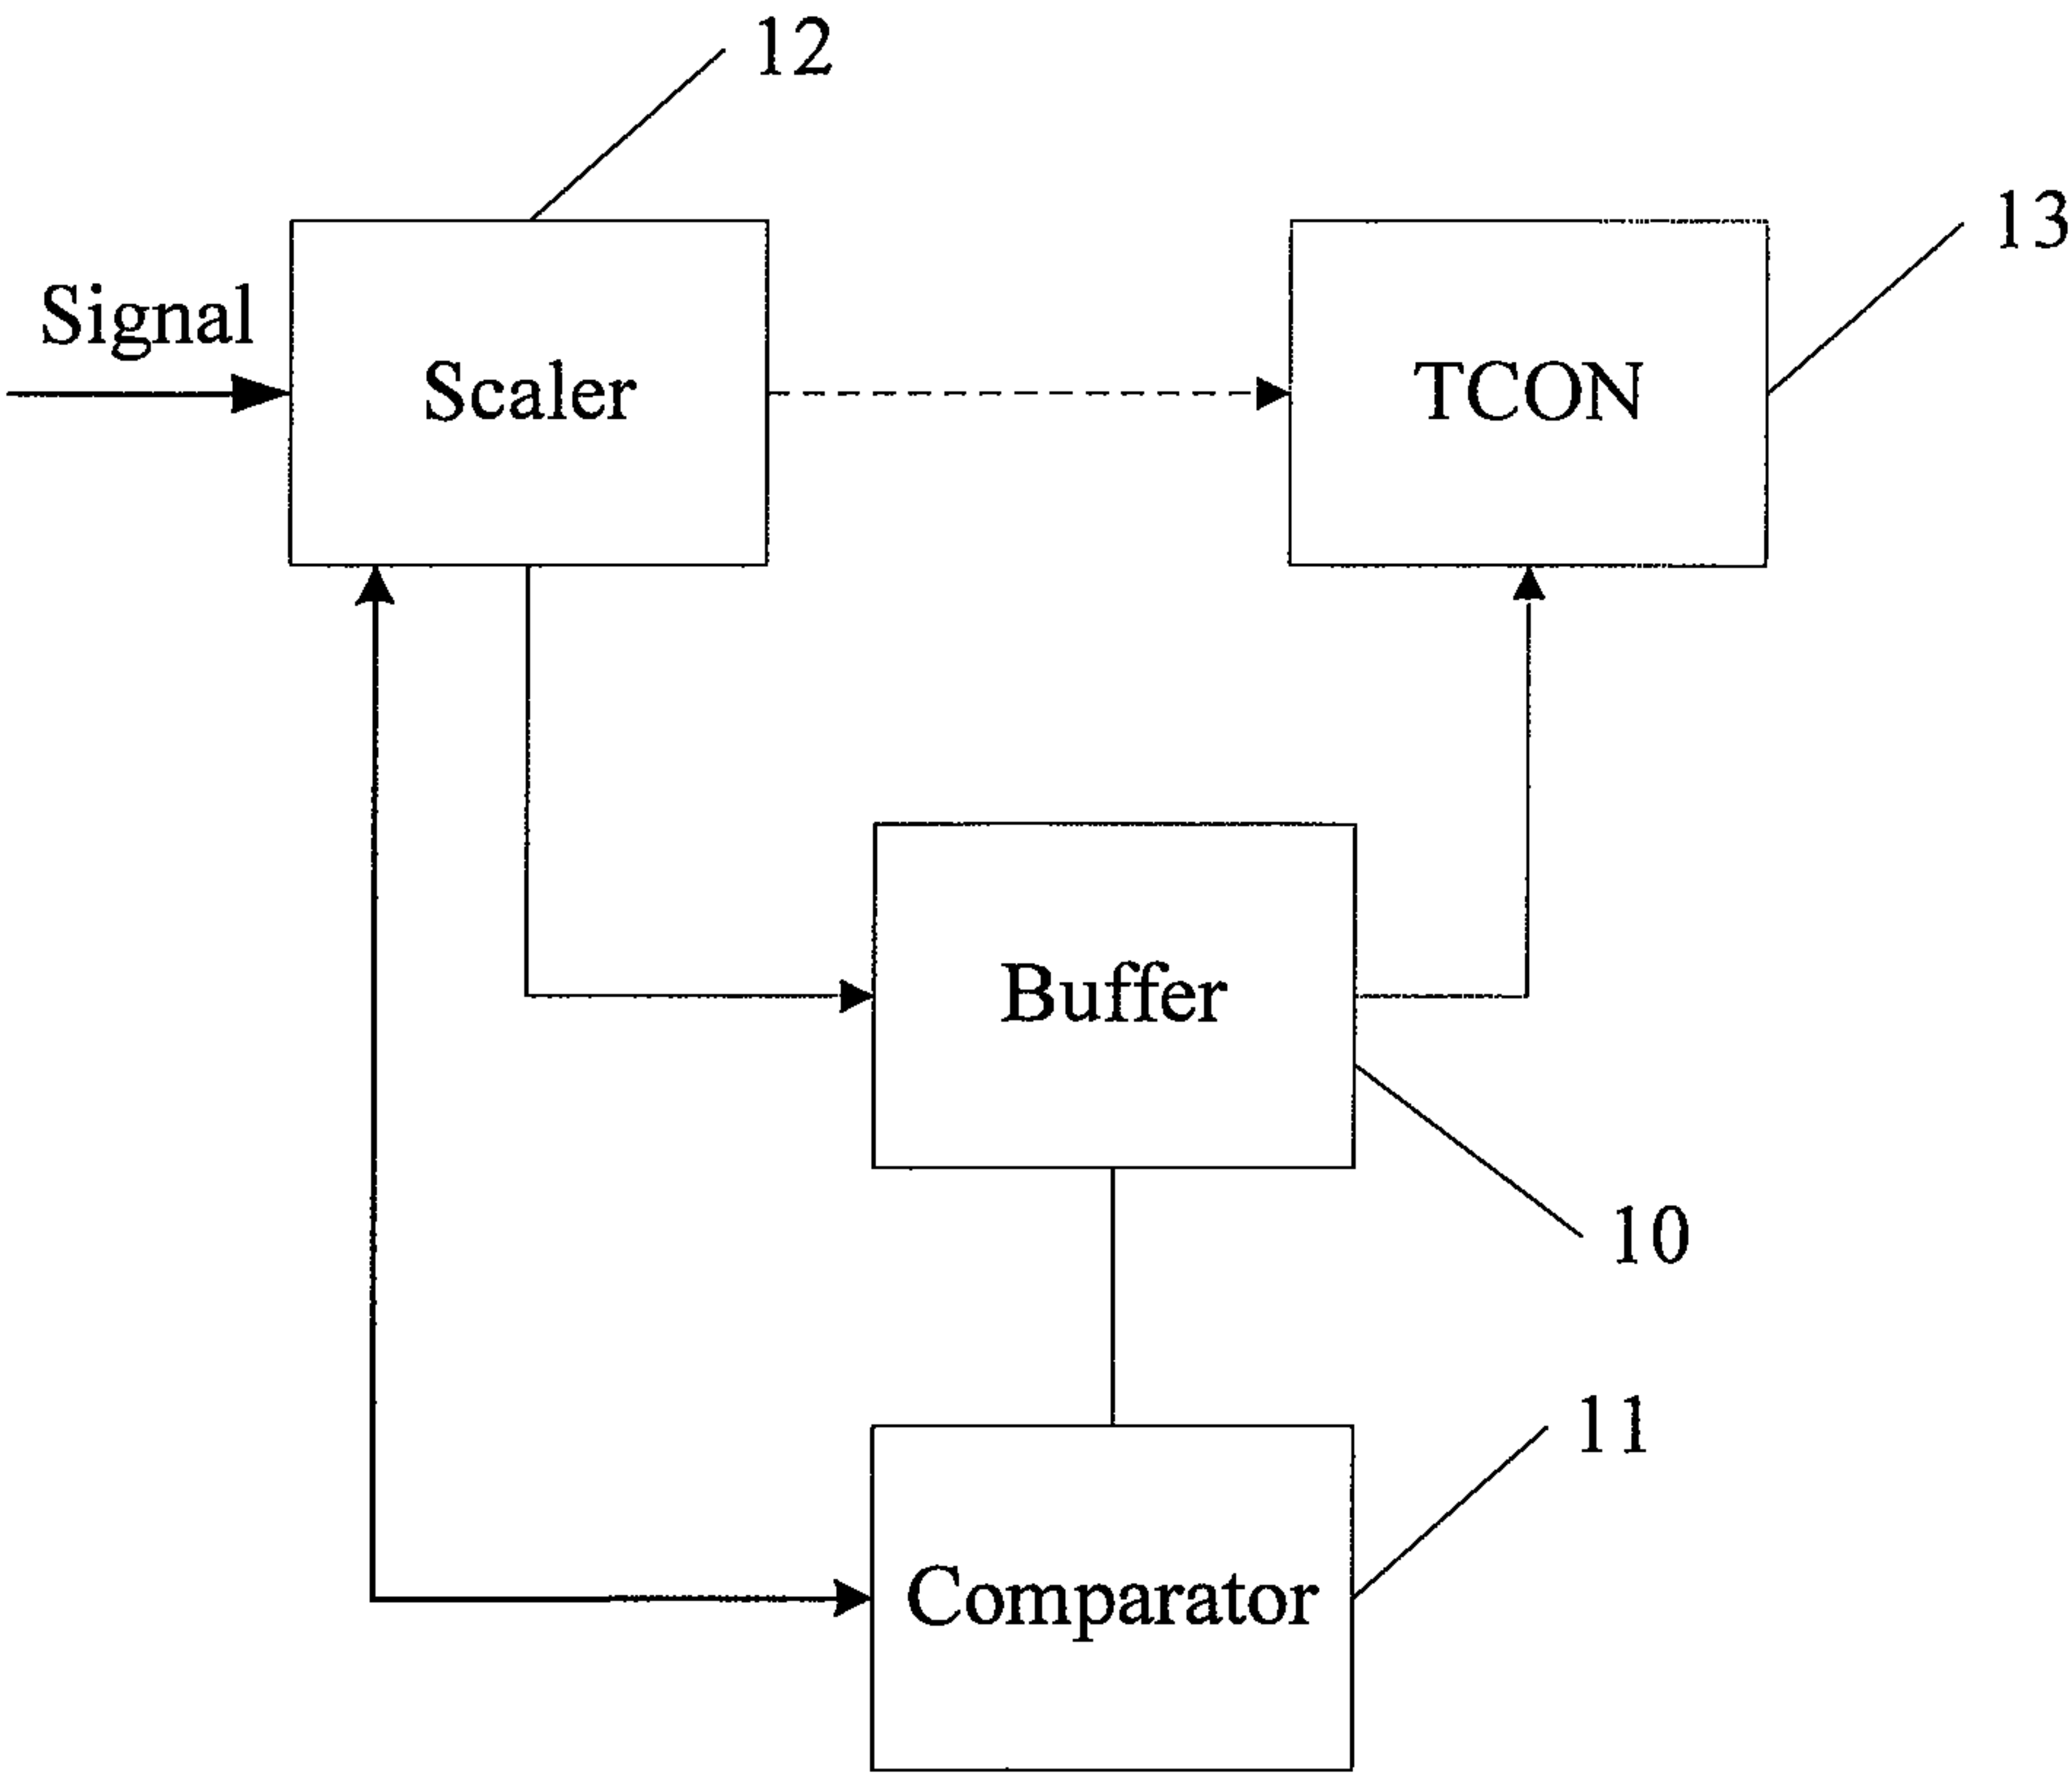 12
13
Signal
Scaler
TCON
Buffer
10
11
Comparator